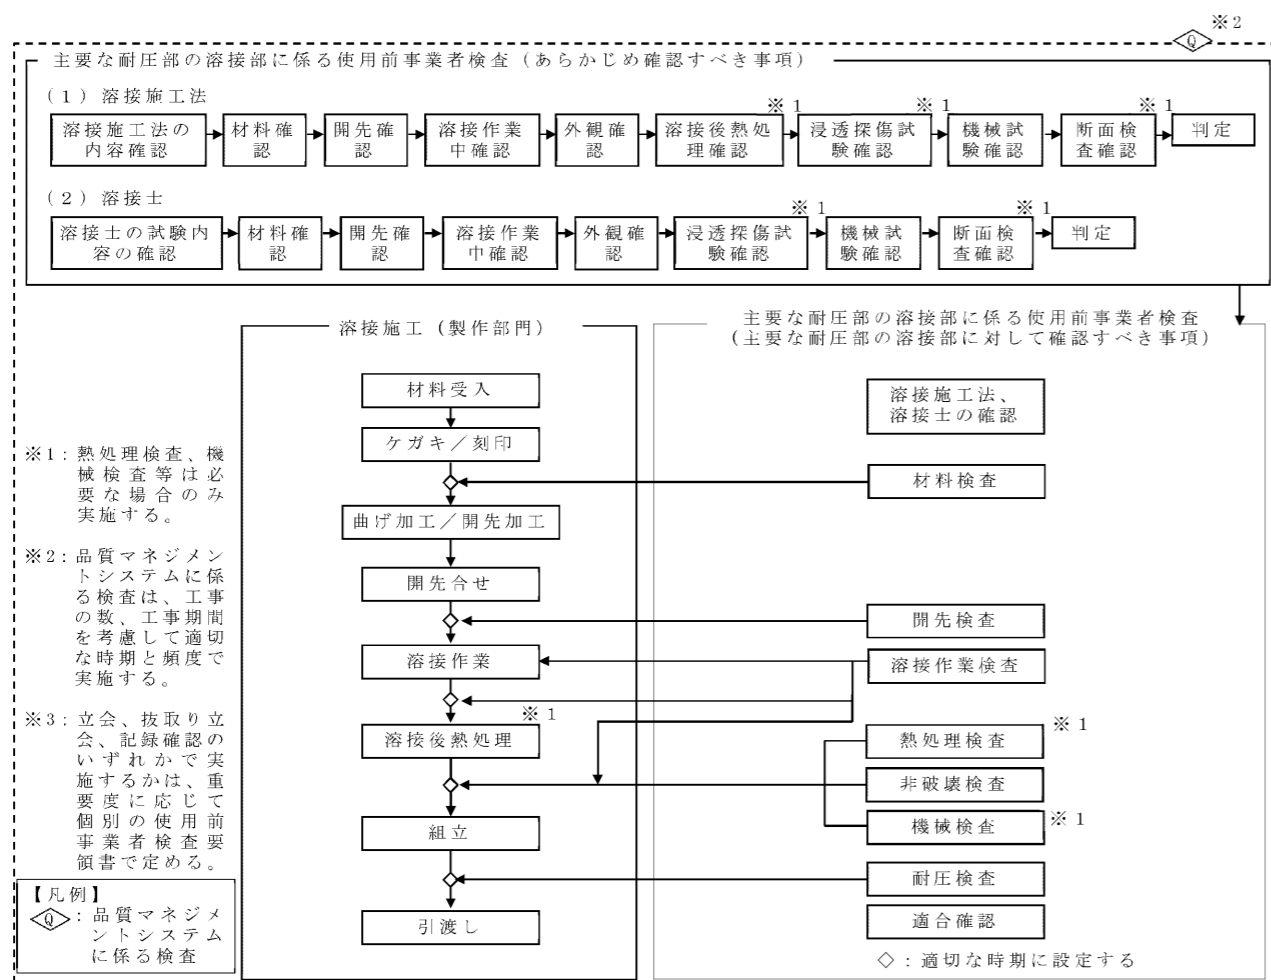 ※2
Q
主要な耐圧部の溶接部に係る使用前事業者検査（あらかじめ確認すべき事項）
（１）溶接施工法
※1
※1
※1
溶接施工法の
内容確認
材料確
認
開先確
認
溶接作業
中確認
外観確
認
溶接後熱処
理確認
浸透探傷試
験確認
機械試
験確認
断面検
査確認
判定
（２）溶接士
※1
※1
溶接士の試験内
容の確認
材料確
認
開先確
認
溶接作業
中確認
外観確
認
浸透探傷試
験確認
機械試
験確認
断面検
査確認
判定
溶接施工（製作部門）
材料受入
ケガキ／刻印
曲げ加工／開先加工
開先合せ
溶接作業
※1
溶接後熱処理
組立
引渡し
主要な耐圧部の溶接部に係る使用前事業者検査
（主要な耐圧部の溶接部に対して確認すべき事項）
溶接施工法、
溶接士の確認
材料検査
開先検査
溶接作業検査
熱処理検査
※1
非破壊検査
機械検査
※1
耐圧検査
適合確認
◇：適切な時期に設定する
※1：熱処理検査、機
械検査等は必
要な場合のみ
実施する。
※2：品質マネジメン
トシステムに係
る検査は、工事
の数、工事期間
を考慮して適切
な時期と頻度で
実施する。
※3：立会、抜取り立
会、記録確認の
いずれかで実
施するかは、重
要度に応じて
個別の使用前
事業者検査要
領書で定める。
【凡例】
Q：品質マネジメ
ントシステム
に係る検査